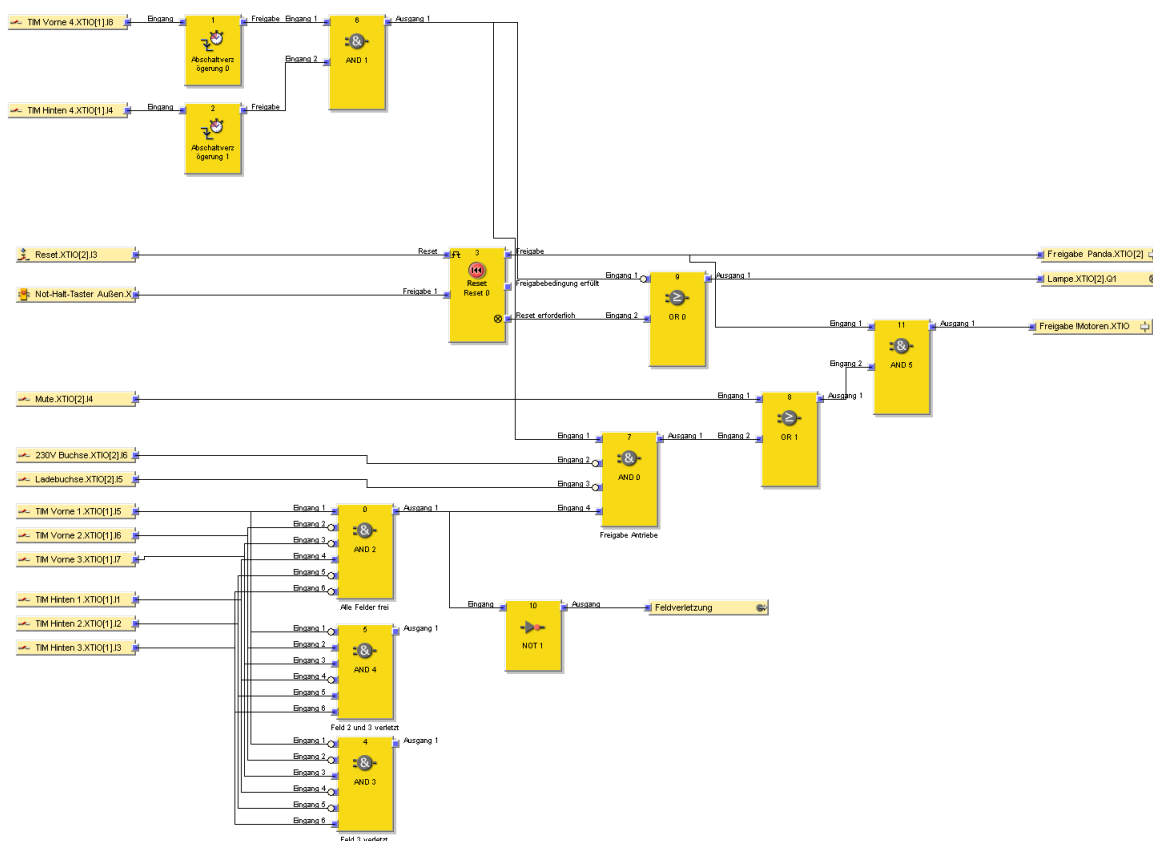 TIM Vorne 4.XTIO[1].I8
Eingang
1
Abschaltverz
ögerung 0
Freigabe
Eingang 1
6
AND 1
Eingang 2
Ausgang 1
TIM Hinten 4.XTIO[1].I4
Eingang
2
Abschaltverz
ögerung 1
Freigabe
Reset.XTIO[2].I3
Reset
3
Reset
Reset 0
Freigabe
Freigabe Panda.XTIO[2]
Not-Halt-Taster Außen.X
Freigabe 1
Freigabebedingung erfüllt
Reset erforderlich
Eingang 1
9
OR 0
Eingang 2
Ausgang 1
Lampe.XTIO[2].Q1
Eingang 1
11
AND 5
Eingang 2
Ausgang 1
Freigabe !Motoren.XTIO
Mute.XTIO[2].I4
Eingang 1
8
OR 1
Eingang 2
Ausgang 1
230V Buchse.XTIO[2].I6
Ladebuchse.XTIO[2].I5
Eingang 1
Eingang 2
Eingang 3
Eingang 4
7
AND 0
Ausgang 1
Freigabe Antriebe
TIM Vorne 1.XTIO[1].I5
TIM Vorne 2.XTIO[1].I6
TIM Vorne 3.XTIO[1].I7
TIM Hinten 1.XTIO[1].I1
TIM Hinten 2.XTIO[1].I2
TIM Hinten 3.XTIO[1].I3
Eingang 1
Eingang 2
Eingang 3
Eingang 4
Eingang 5
Eingang 6
0
AND 2
Ausgang 1
Alle Felder frei
Eingang
10
NOT 1
Ausgang
Feldverletzung
Eingang 1
Eingang 2
Eingang 3
Eingang 4
Eingang 5
Eingang 6
5
AND 4
Ausgang 1
Feld 2 und 3 verletzt
Eingang 1
Eingang 2
Eingang 3
Eingang 4
Eingang 5
Eingang 6
4
AND 3
Ausgang 1
Feld 3 verletzt